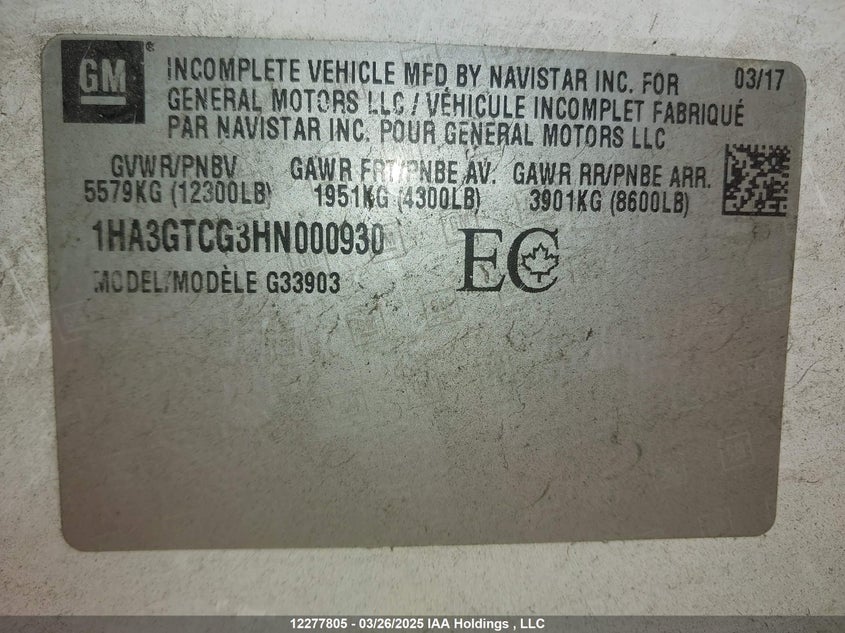 GM ® INCOMPLETE VEHICLE MFD BY NAVISTAR INC. FOR 03/17
GENERAL MOTORS LLC / VÉHICULE INCOMPLET FABRIQUÉ
PAR NAVISTAR INC. POUR GENERAL MOTORS LLC
GVWR/PNBV GAWR FRT/PNBE AV. GAWR RR/PNBE ARR.
5579KG (12300LB) 1951KG (4300LB) 3901KG (8600LB)
1HA3GTCG3HN000930 EC
MODEL/MODÈLE G33903
12277805 - 03/26/2025 IAA Holdings , LLC